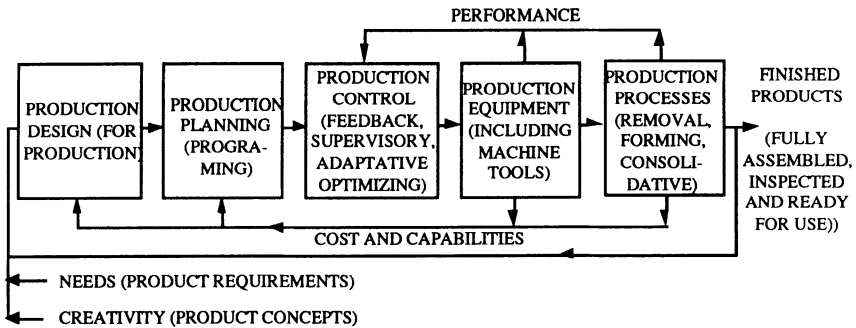 PERFORMANCE
PRODUCTION
DESIGN (FOR
PRODUCTION)
PRODUCTION
PLANNING
(PROGRA-
MING)
PRODUCTION
CONTROL
(FEEDBACK,
SUPERVISORY,
ADAPTATIVE
OPTIMIZING)
PRODUCTION
EQUIPMENT
(INCLUDING
MACHINE
TOOLS)
PRODUCTION
PROCESSES
(REMOVAL,
FORMING,
CONSOLI-
DATIVE)
FINISHED
PRODUCTS
(FULLY
ASSEMBLED,
INSPECTED
AND READY
FOR USE))
COST AND CAPABILITIES
NEEDS (PRODUCT REQUIREMENTS)
CREATIVITY (PRODUCT CONCEPTS)